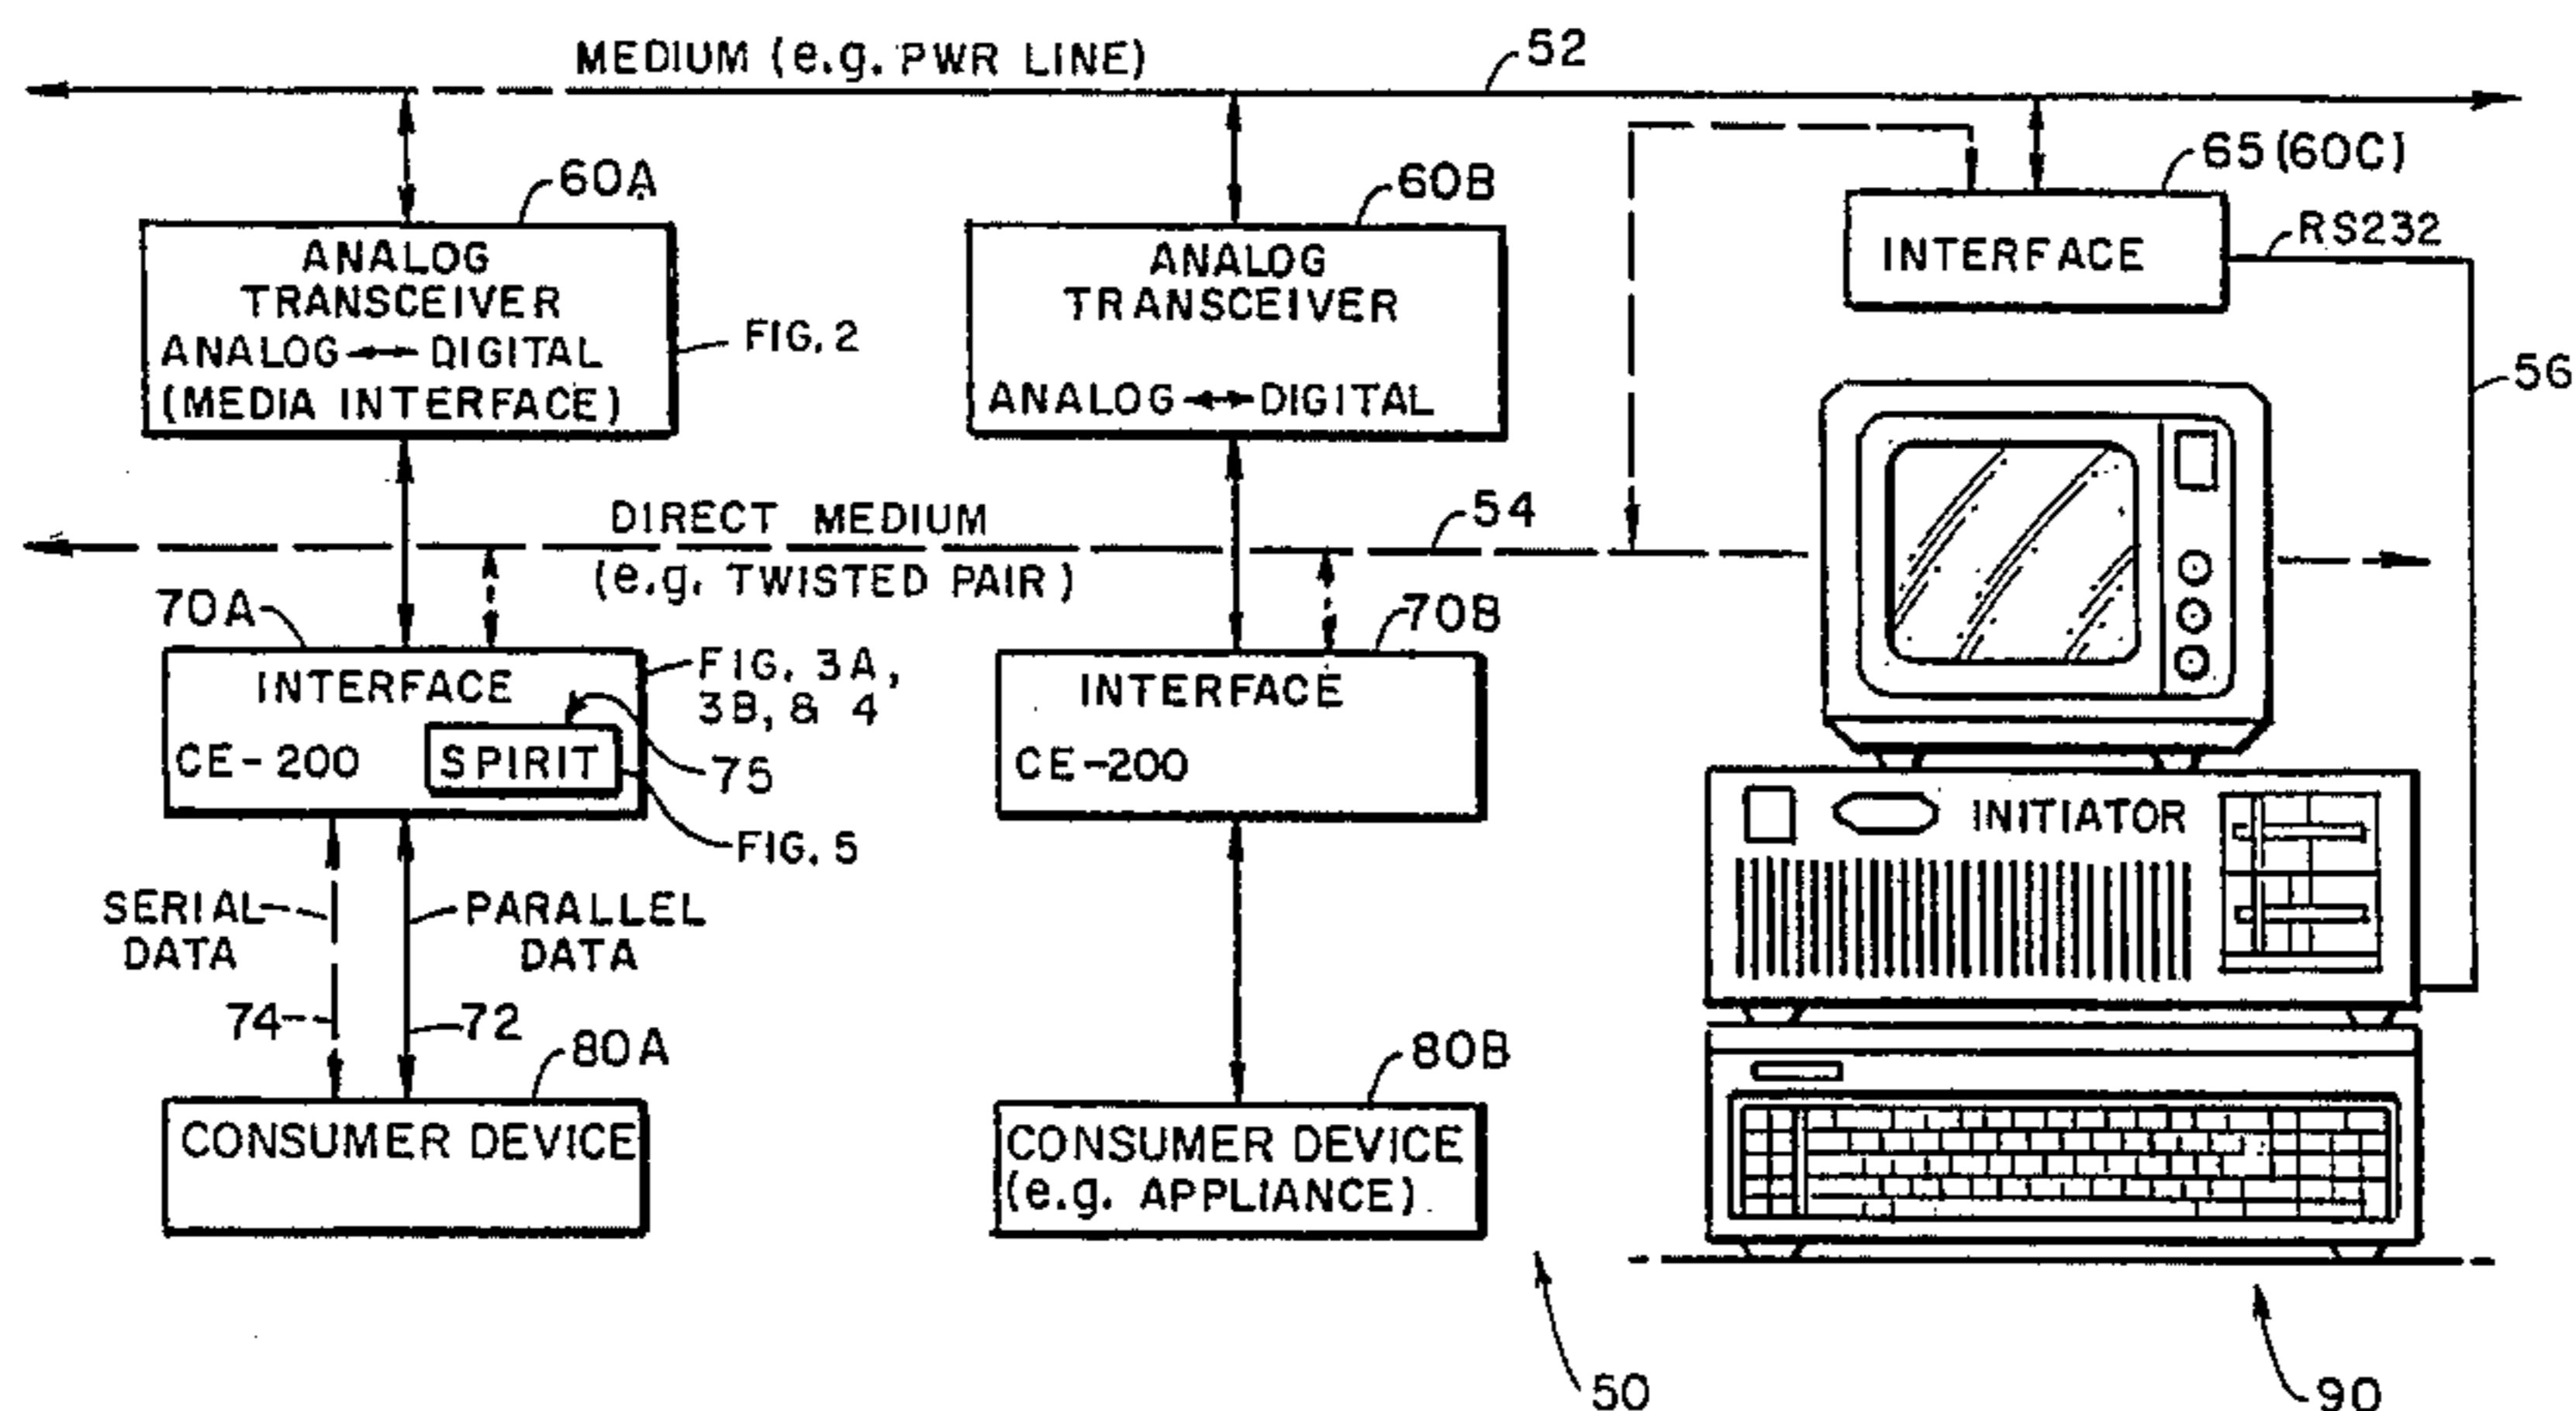 MEDIUM (e.g. PWR LINE)
52
60A
60B
65 (60C)
ANALOG
TRANSCEIVER
ANALOG ↔ DIGITAL
(MEDIA INTERFACE)
FIG. 2
ANALOG
TRANSCEIVER
ANALOG ↔ DIGITAL
INTERFACE
RS232
56
DIRECT MEDIUM
(e.g. TWISTED PAIR)
54
70A
INTERFACE
CE-200
SPIRIT
FIG. 3A,
3B, & 4
75
FIG. 5
70B
INTERFACE
CE-200
INITIATOR
SERIAL
DATA
PARALLEL
DATA
74
72
80A
CONSUMER DEVICE
80B
CONSUMER DEVICE
(e.g. APPLIANCE)
50
90